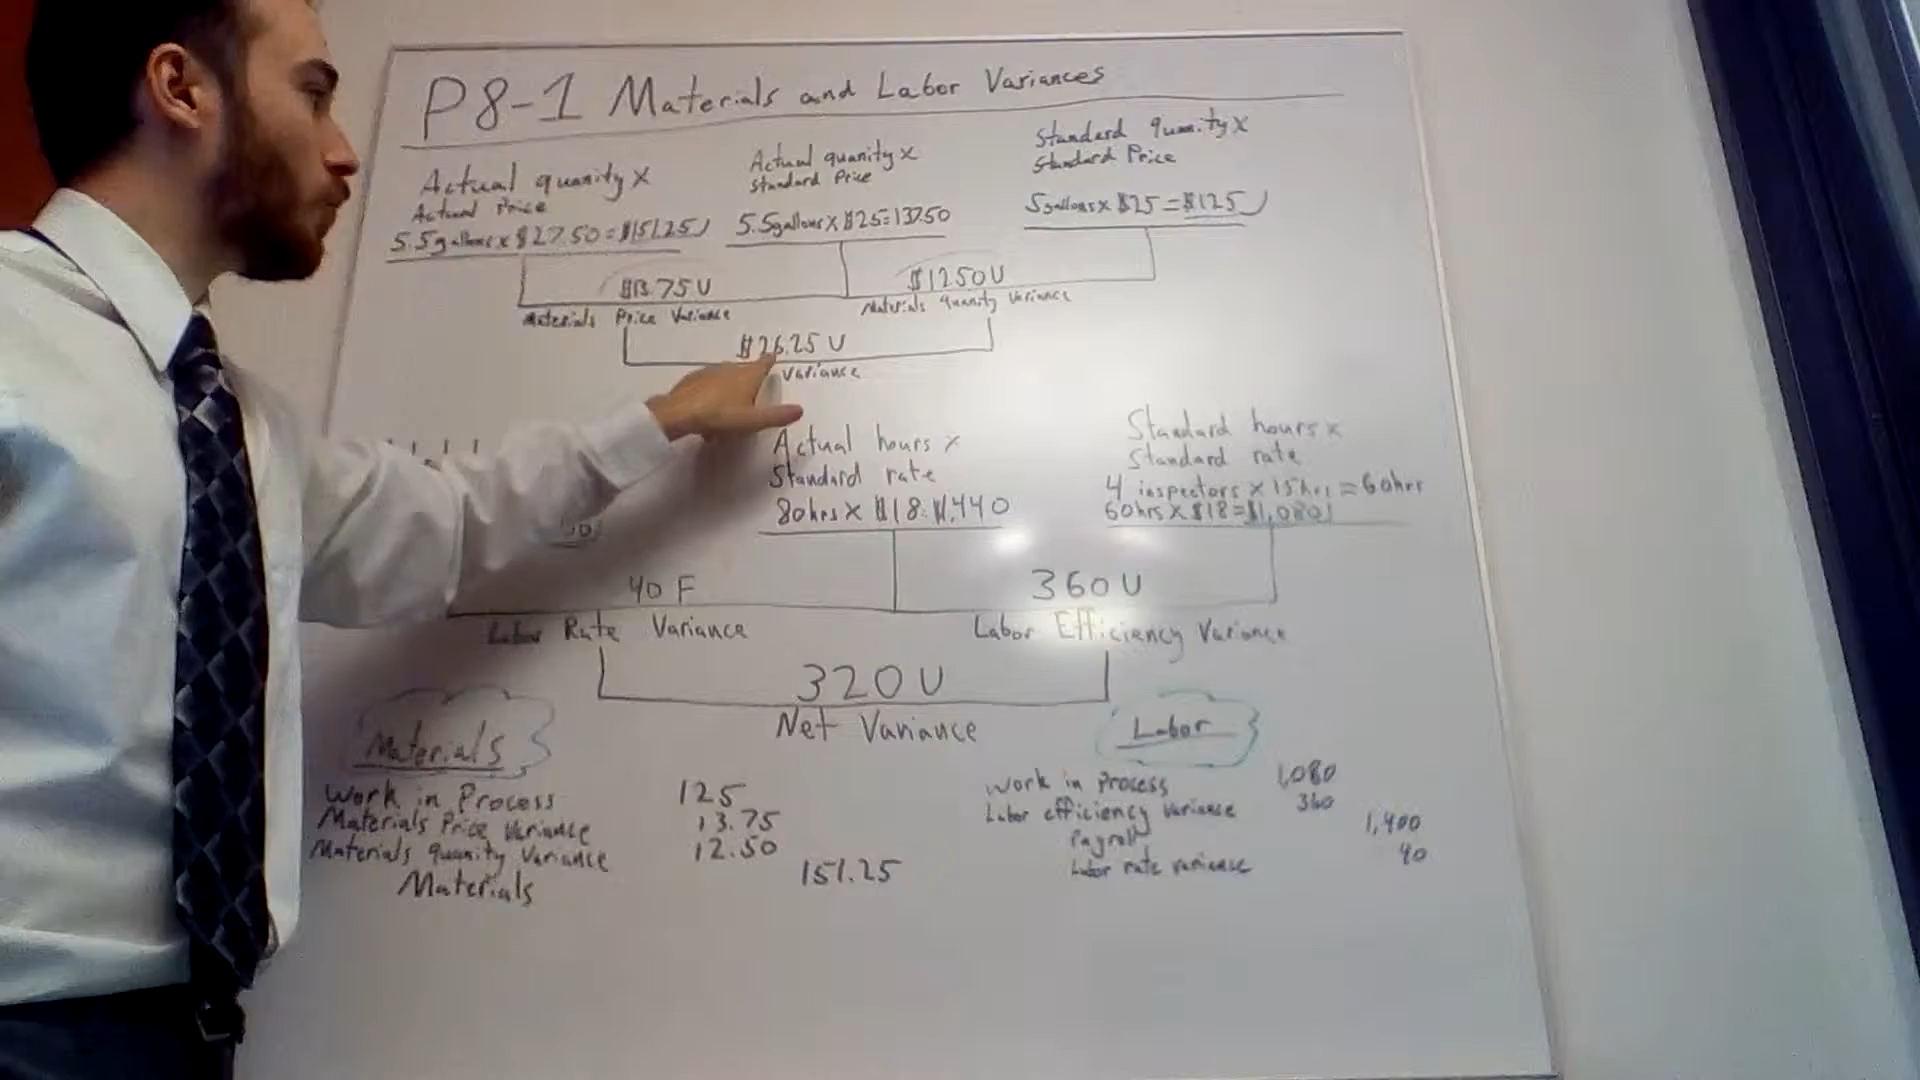 P8-1 Materials and Labor Variances
Actual quanity x
Actual Price
5.5 gallons x $27.50 = $151.25
Actual quanity x
Standard Price
5.5 gallons x $25 = 137.50
Standard quanity x
Standard Price
5 gallons x $25 = $125
$13.75 U
Materials Price Variance
$12.50 U
Materials quanity Variance
$26.25 U
Variance
Actual hours x
Standard rate
80hrs x $18 = $1,440
Standard hours x
Standard rate
4 inspectors x 15hrs = 60hrs
60hrs x $18 = $1,080
40 F
Labor Rate Variance
360 U
Labor Efficiency Variance
320 U
Net Variance
Materials
Work in Process 125
Materials Price Variance 13.75
Materials quanity Variance 12.50
Materials 151.25
Labor
Work in Process 1,080
Labor efficiency variance 360
Payroll 1,400
Labor rate variance 40